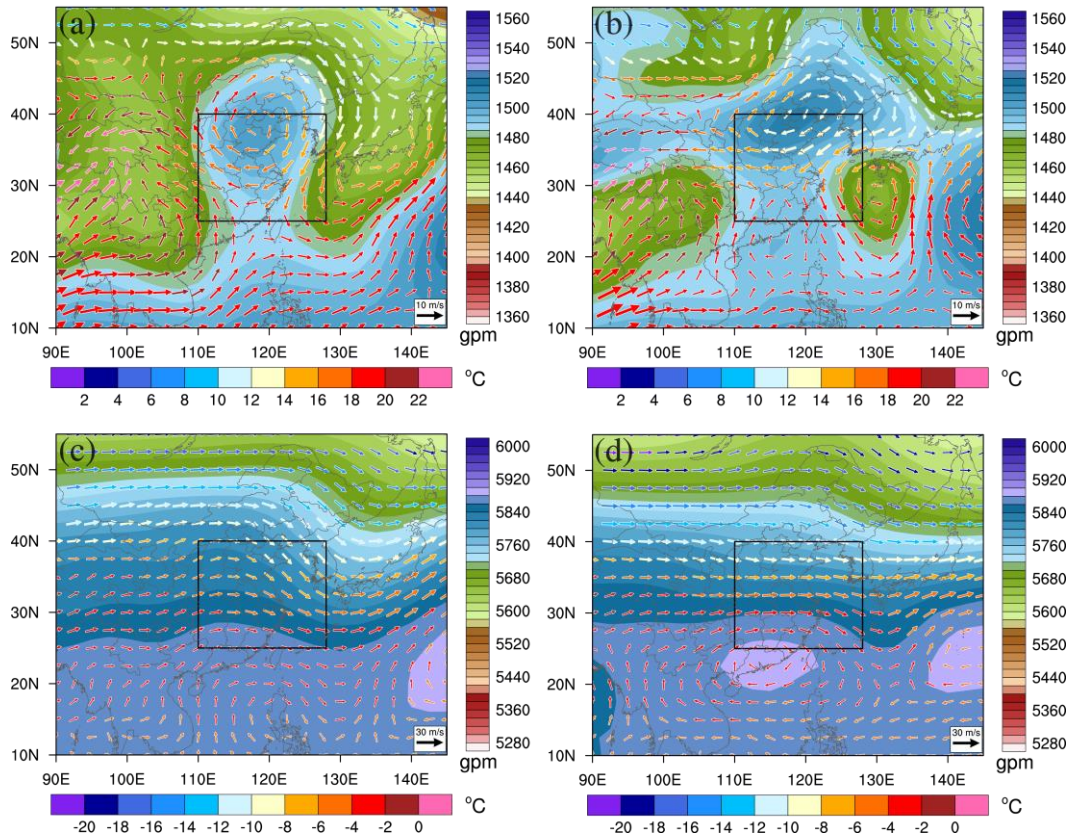 (a)
50N
40N
30N
20N
10N
90E 100E 110E 120E 130E 140E
10 m/s
1560
1540
1520
1500
1480
1460
1440
1420
1400
1380
1360
gpm
2 4 6 8 10 12 14 16 18 20 22
°C
(b)
50N
40N
30N
20N
10N
90E 100E 110E 120E 130E 140E
10 m/s
1560
1540
1520
1500
1480
1460
1440
1420
1400
1380
1360
gpm
2 4 6 8 10 12 14 16 18 20 22
°C
(c)
50N
40N
30N
20N
10N
90E 100E 110E 120E 130E 140E
30 m/s
6000
5920
5840
5760
5680
5600
5520
5440
5360
5280
gpm
-20 -18 -16 -14 -12 -10 -8 -6 -4 -2 0
°C
(d)
50N
40N
30N
20N
10N
90E 100E 110E 120E 130E 140E
30 m/s
6000
5920
5840
5760
5680
5600
5520
5440
5360
5280
gpm
-20 -18 -16 -14 -12 -10 -8 -6 -4 -2 0
°C